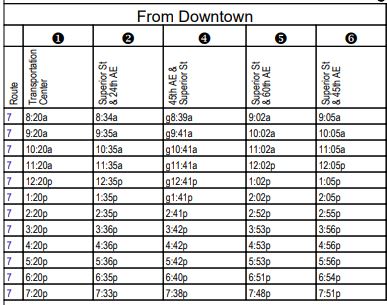 From Downtown
❶ ❷ ❹ ❺ ❻
Route
Transportation
Center
Superior St
& 24th AE
45th AE &
Superior St
Superior St
& 60th AE
Superior St
& 45th AE
7 8:20a 8:34a g8:39a 9:02a 9:05a
7 9:20a 9:35a g9:41a 10:02a 10:05a
7 10:20a 10:35a g10:41a 11:02a 11:05a
7 11:20a 11:35a g11:41a 12:02p 12:05p
7 12:20p 12:35p g12:41p 1:02p 1:05p
7 1:20p 1:35p g1:41p 2:02p 2:05p
7 2:20p 2:35p 2:41p 2:52p 2:55p
7 3:20p 3:36p 3:42p 3:53p 3:56p
7 4:20p 4:36p 4:42p 4:53p 4:56p
7 5:20p 5:36p 5:42p 5:53p 5:56p
7 6:20p 6:35p 6:40p 6:51p 6:54p
7 7:20p 7:33p 7:38p 7:48p 7:51p